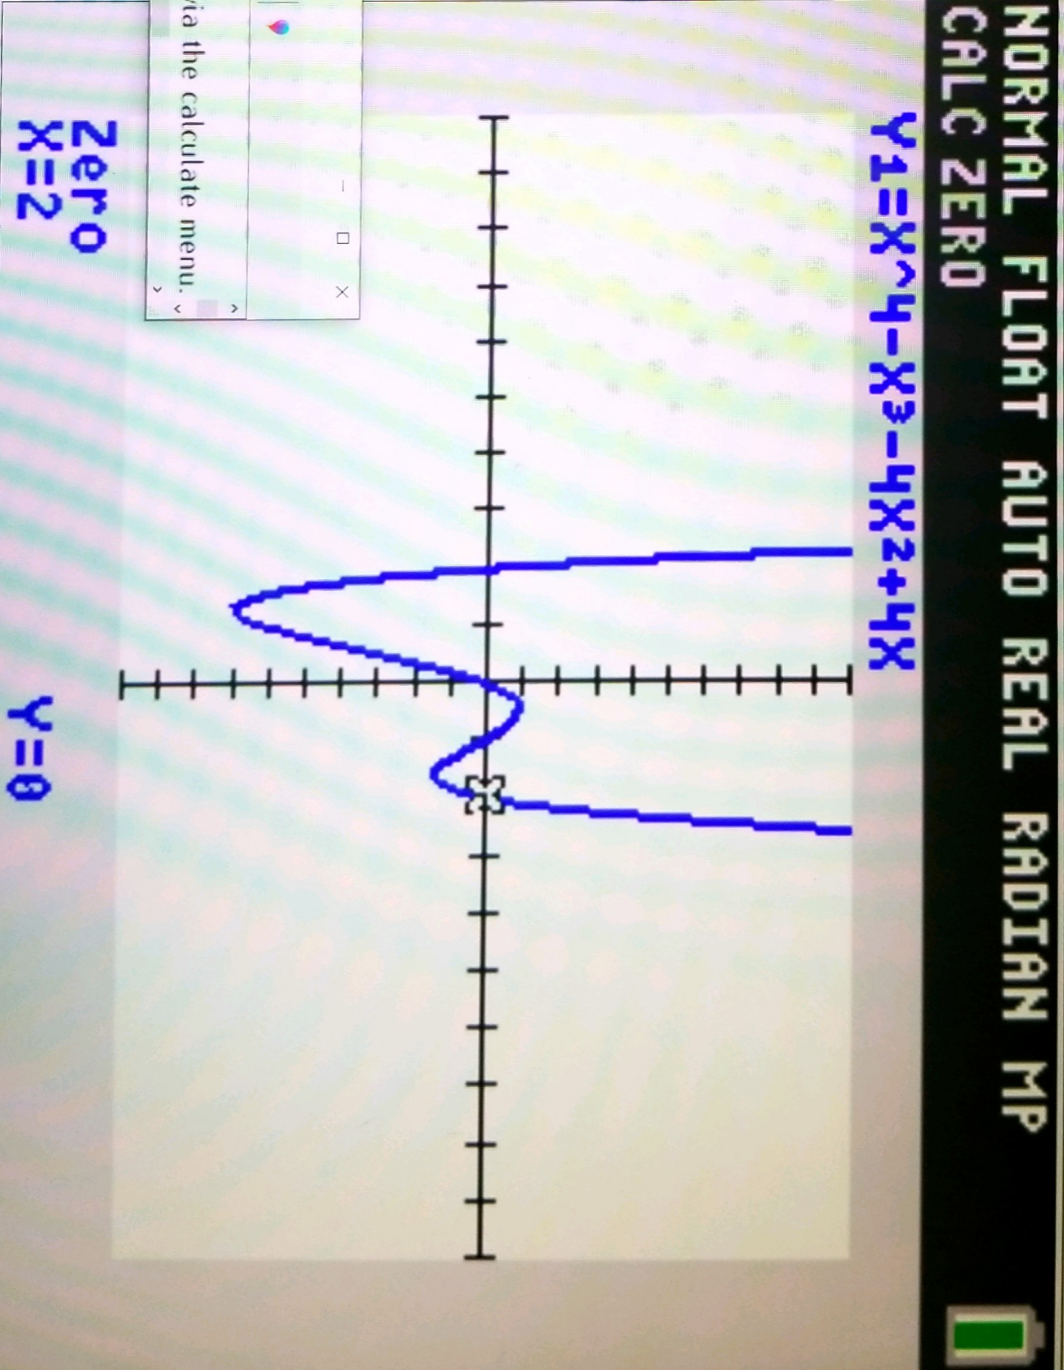 NORMAL FLOAT AUTO REAL RADIAN MP
CALC ZERO
Y1=X^4-X³-4X²+4X
via the calculate menu.
Zero
X=2
Y=0